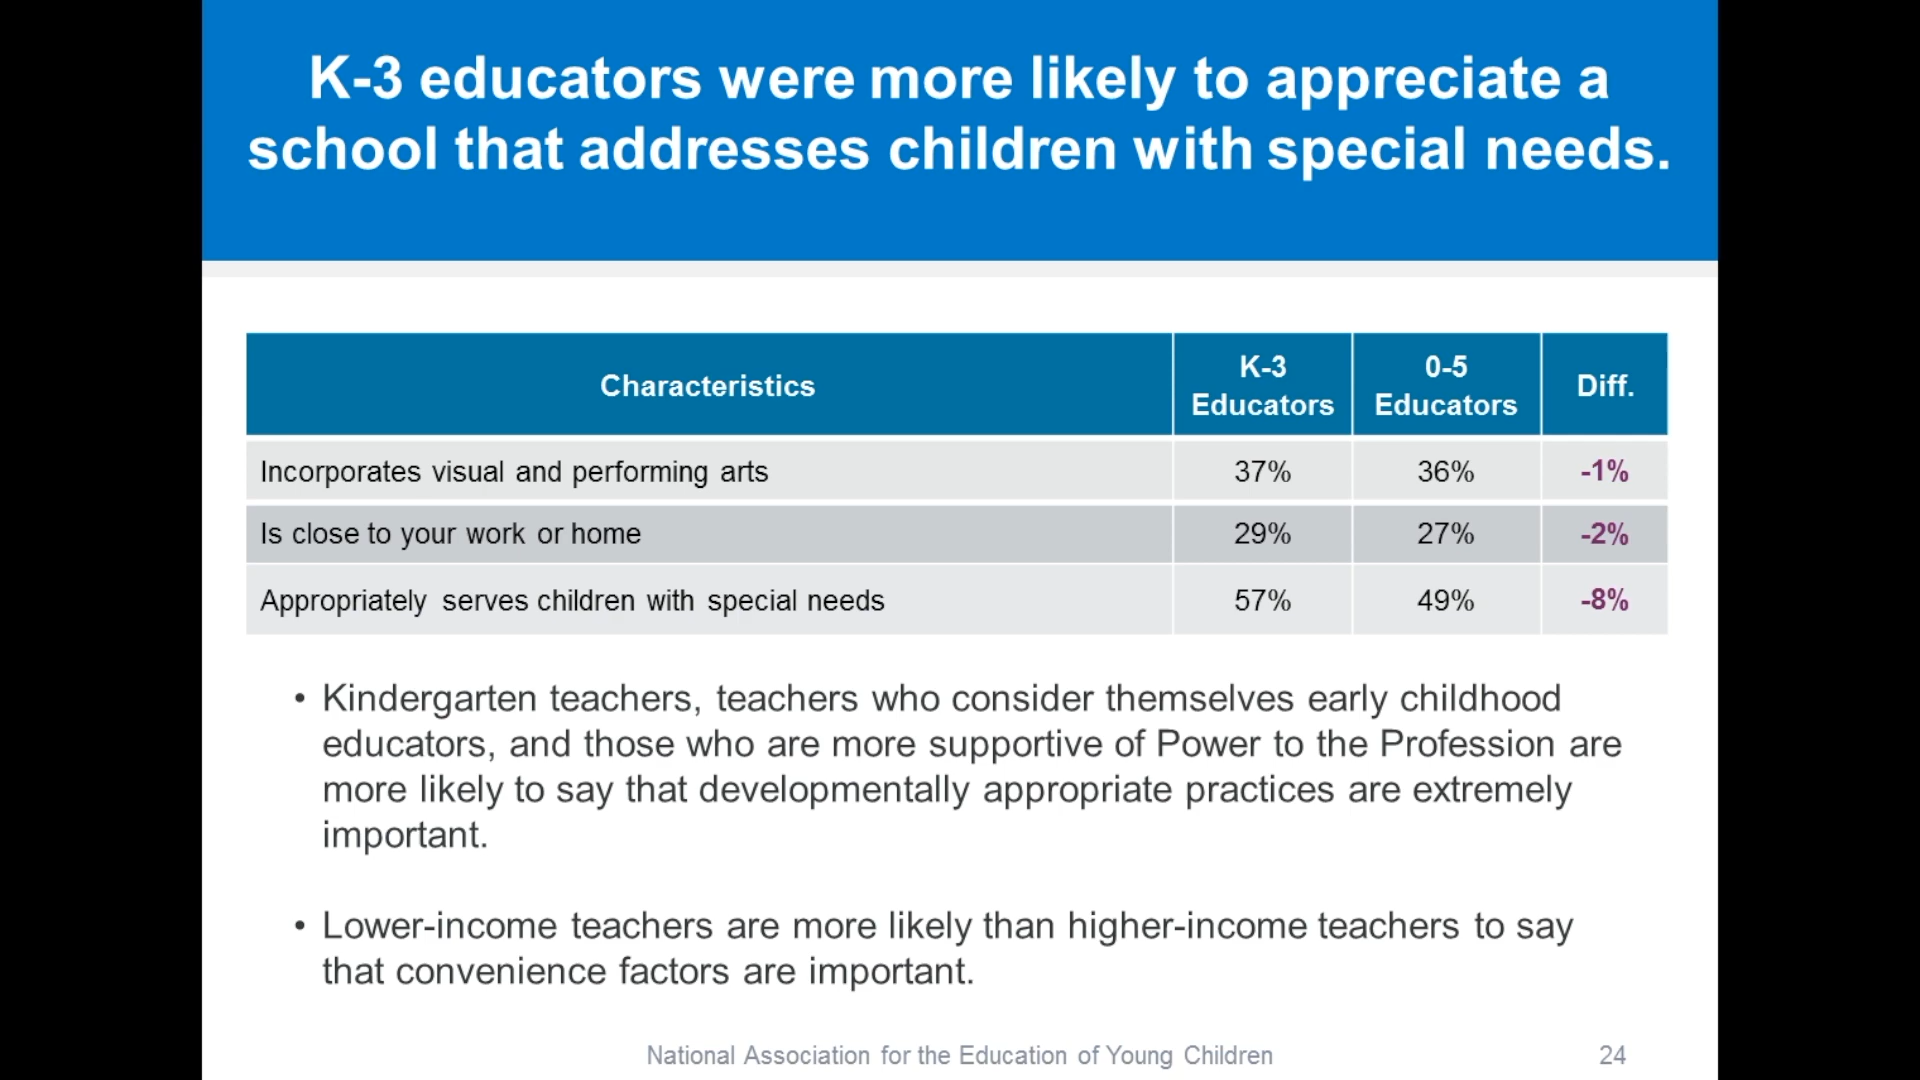 K-3 educators were more likely to appreciate a
school that addresses children with special needs.
Characteristics K-3 Educators 0-5 Educators Diff.
Incorporates visual and performing arts 37% 36% -1%
Is close to your work or home 29% 27% -2%
Appropriately serves children with special needs 57% 49% -8%
• Kindergarten teachers, teachers who consider themselves early childhood
educators, and those who are more supportive of Power to the Profession are
more likely to say that developmentally appropriate practices are extremely
important.
• Lower-income teachers are more likely than higher-income teachers to say
that convenience factors are important.
National Association for the Education of Young Children 24